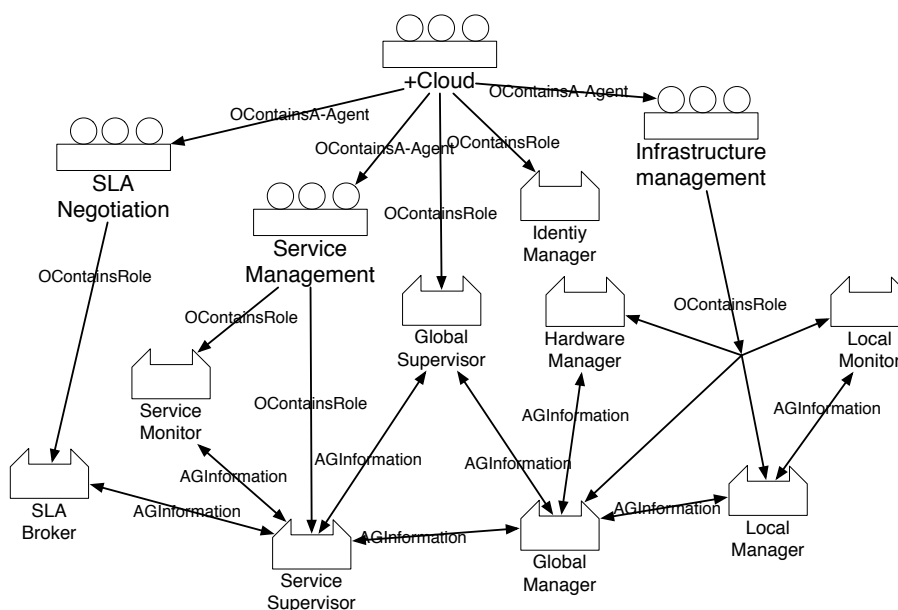 +Cloud
OContainsA-Agent
OContainsA-Agent
OContainsA-Agent
OContainsRole
OContainsRole
SLA
Negotiation
Service
Management
Identiy
Manager
Infrastructure
management
OContainsRole
OContainsRole
OContainsRole
OContainsRole
Global
Supervisor
Hardware
Manager
Local
Monitor
Service
Monitor
AGInformation
AGInformation
AGInformation
AGInformation
AGInformation
AGInformation
AGInformation
AGInformation
SLA
Broker
Service
Supervisor
Global
Manager
Local
Manager